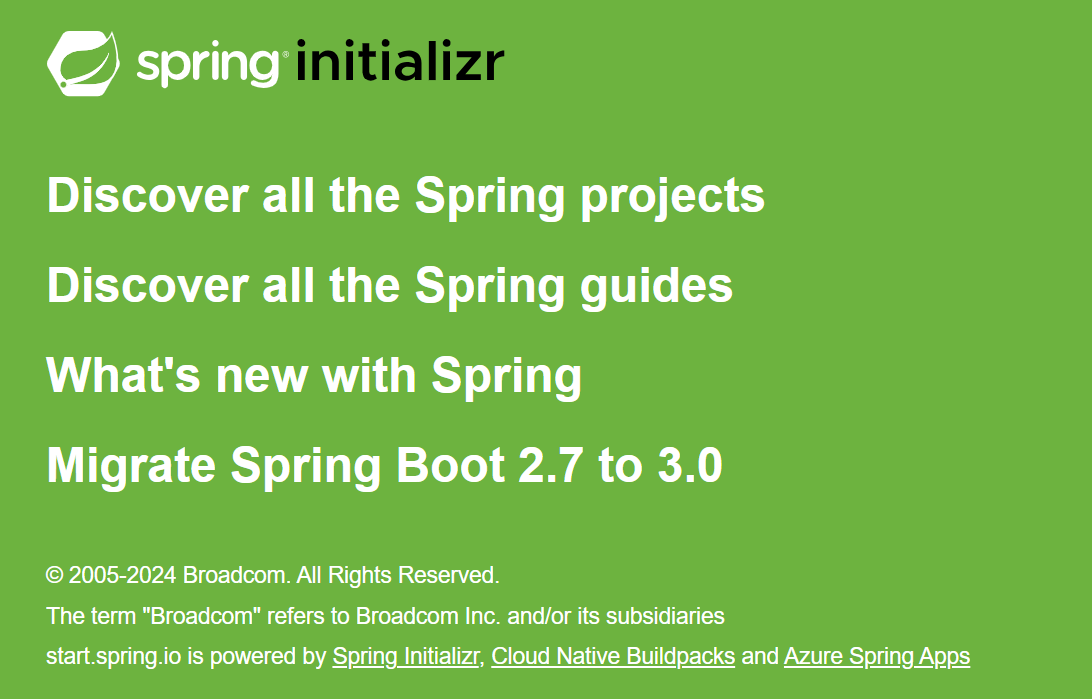 spring® initializr
Discover all the Spring projects
Discover all the Spring guides
What's new with Spring
Migrate Spring Boot 2.7 to 3.0
© 2005-2024 Broadcom. All Rights Reserved.
The term "Broadcom" refers to Broadcom Inc. and/or its subsidiaries
start.spring.io is powered by Spring Initializr, Cloud Native Buildpacks and Azure Spring Apps